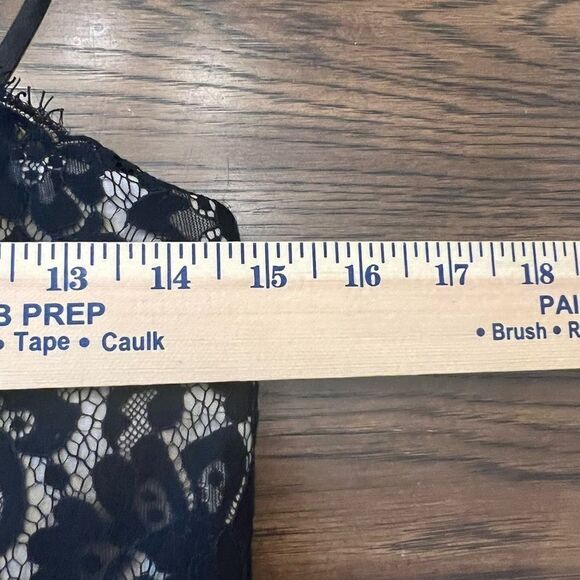 13 14 15 16 17 18
B PREP PAI
• Tape • Caulk • Brush • R